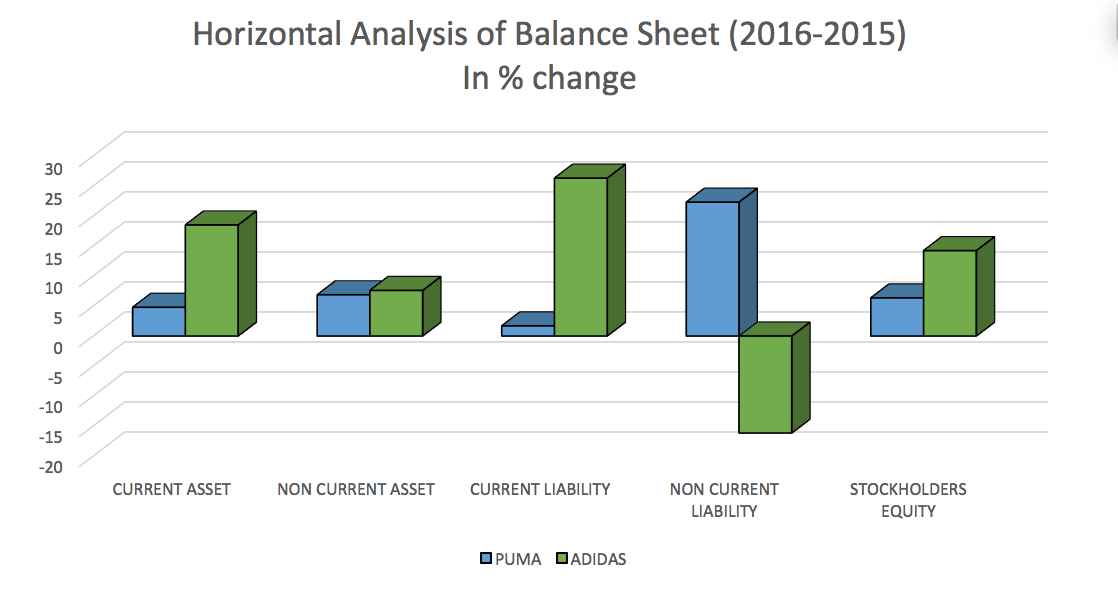 Horizontal Analysis of Balance Sheet (2016-2015)
In % change
30
25
20
15
10
5
0
-5
-10
-15
-20
CURRENT ASSET
NON CURRENT ASSET
CURRENT LIABILITY
NON CURRENT
LIABILITY
STOCKHOLDERS
EQUITY
PUMA
ADIDAS